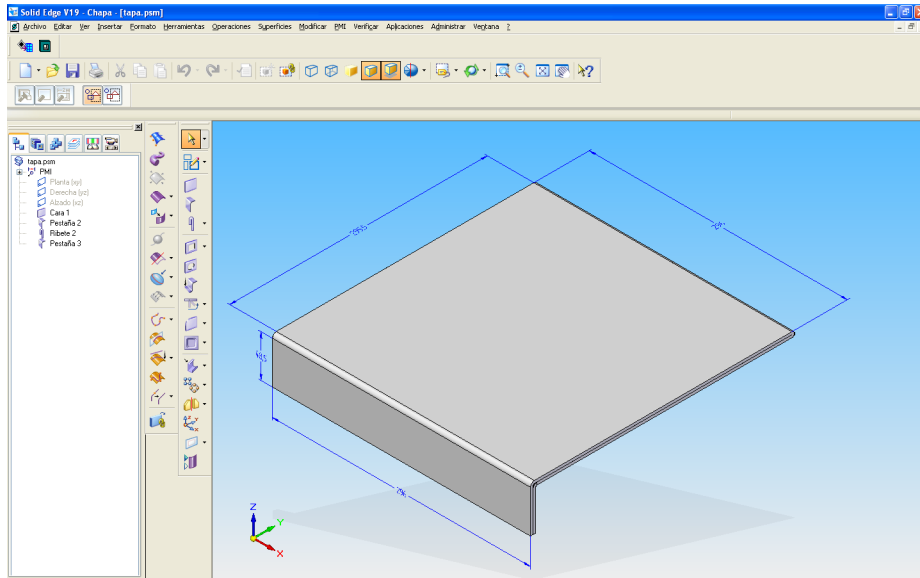 Solid Edge V19 - Chapa - [tapa.psm]
Archivo Editar Ver Insertar Formato Herramientas Operaciones Superficies Modificar PMI Verificar Aplicaciones Administrar Ventana ?
tapa.psm
PMI
Planta (xy)
Derecha (yz)
Alzado (xz)
Cara 1
Pestaña 2
Ribete 2
Pestaña 3
Z
Y
X